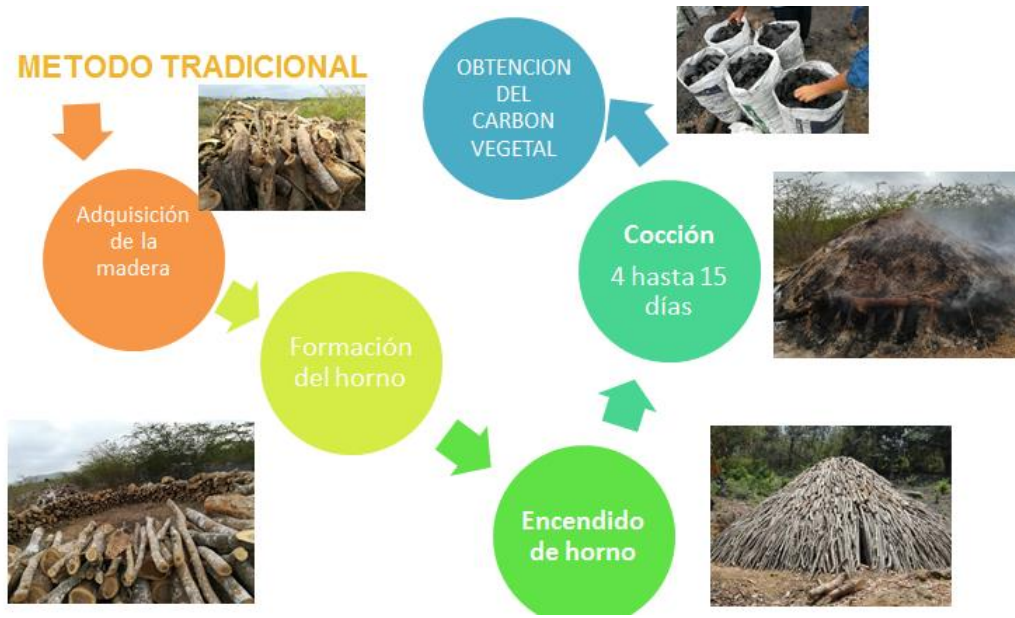 METODO TRADICIONAL
Adquisición
de la
madera
Formación
del horno
Encendido
de horno
Cocción
4 hasta 15
días
OBTENCION
DEL
CARBON
VEGETAL